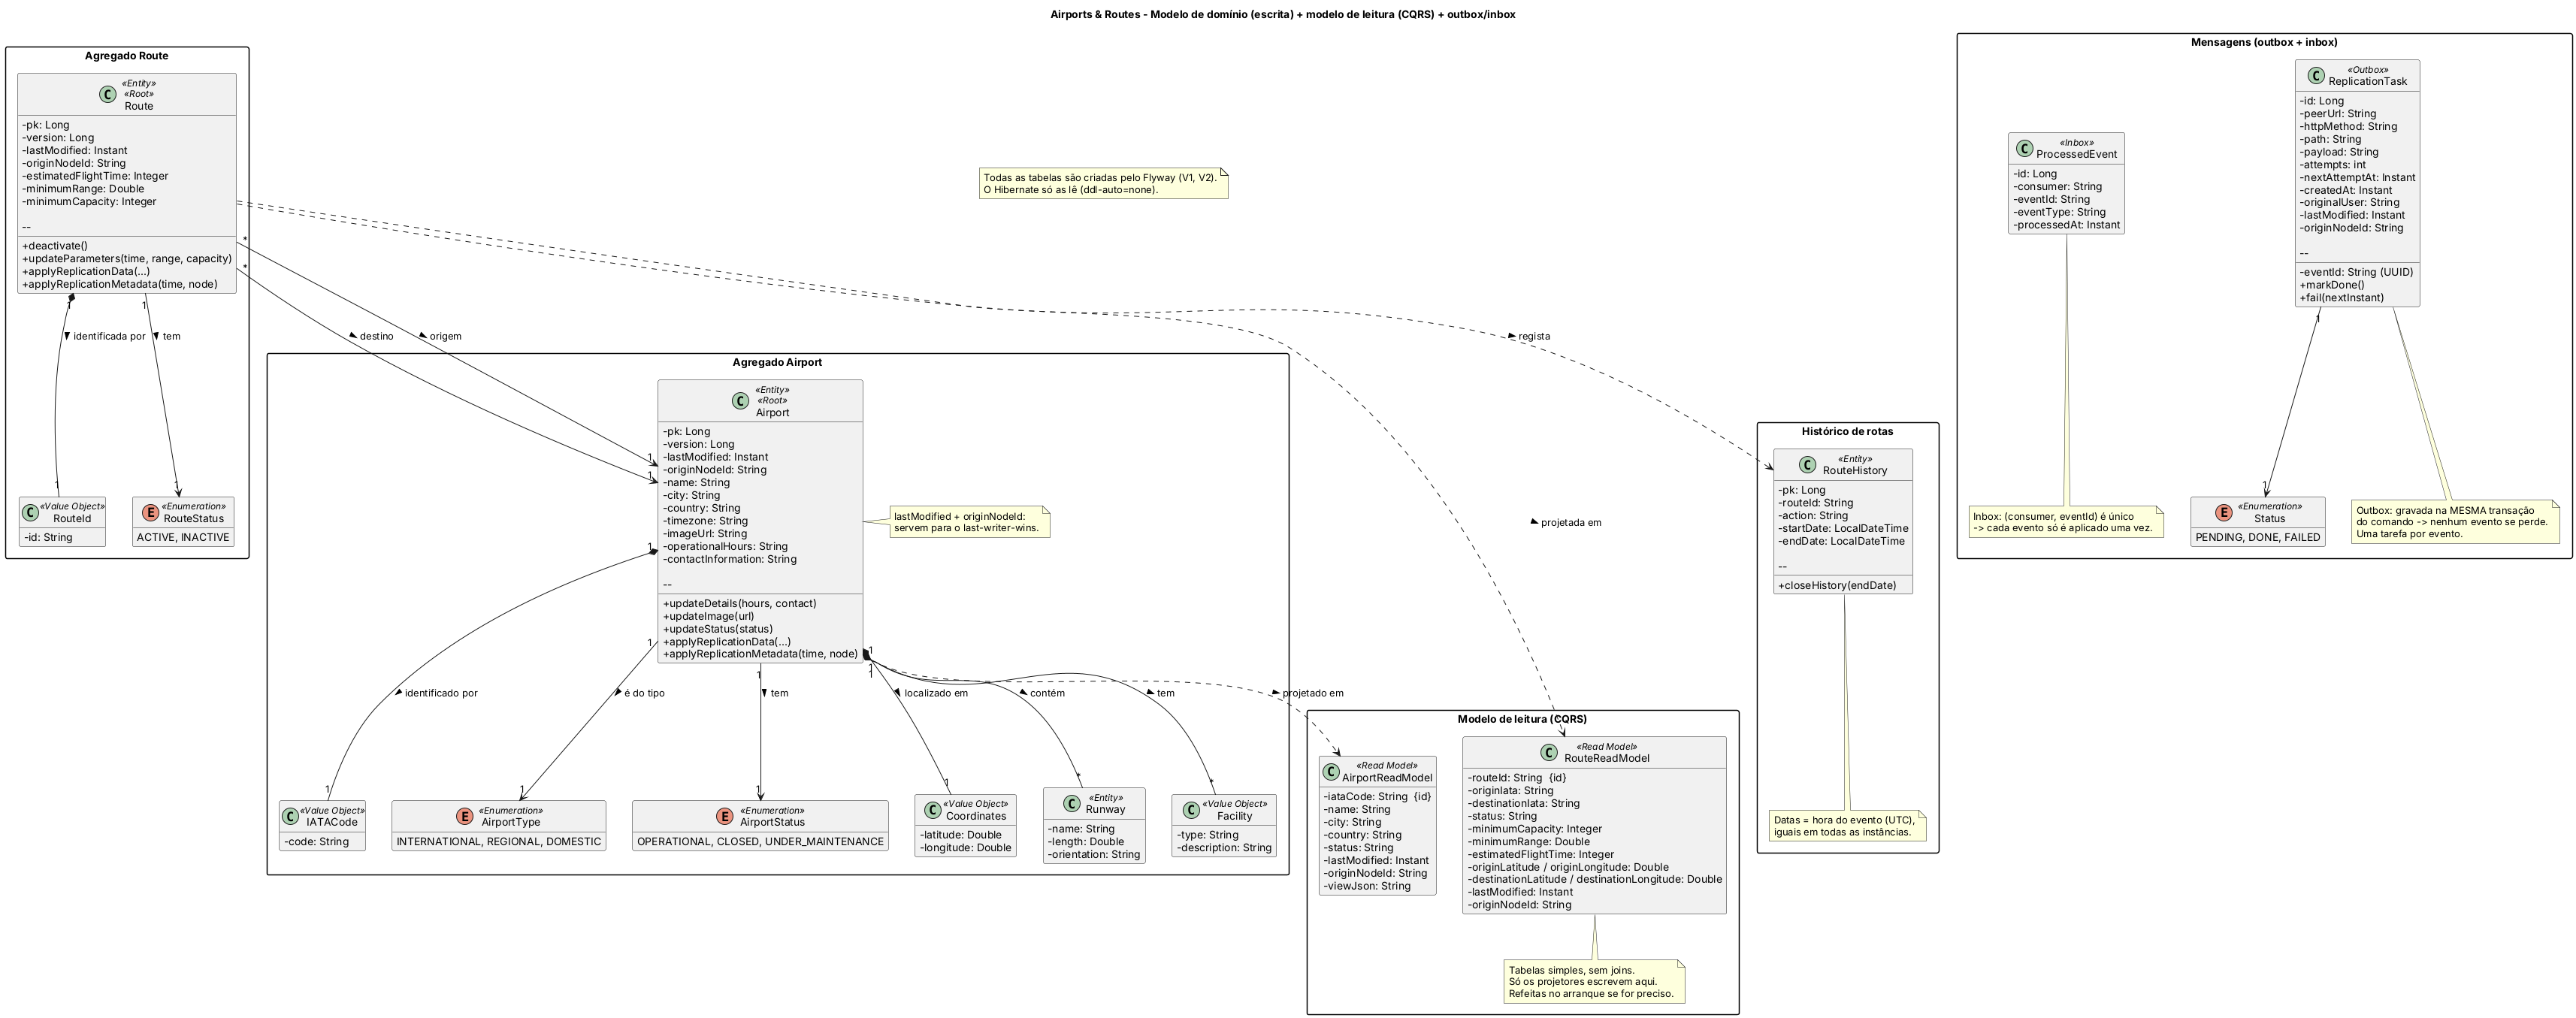 Airports & Routes - Modelo de domínio (escrita) + modelo de leitura (CQRS) + outbox/inbox
Agregado Route
«Entity»
«Root»
Route
-pk: Long
-version: Long
-lastModified: Instant
-originNodeId: String
-estimatedFlightTime: Integer
-minimumRange: Double
-minimumCapacity: Integer
--
+deactivate()
+updateParameters(time, range, capacity)
+applyReplicationData(...)
+applyReplicationMetadata(time, node)
1
identificada por
1
1
tem
1
«Value Object»
RouteId
-id: String
«Enumeration»
RouteStatus
ACTIVE, INACTIVE
*
origem
1
*
destino
1
Todas as tabelas são criadas pelo Flyway (V1, V2).
O Hibernate só as lê (ddl-auto=none).
regista
projetada em
Agregado Airport
«Entity»
«Root»
Airport
-pk: Long
-version: Long
-lastModified: Instant
-originNodeId: String
-name: String
-city: String
-country: String
-timezone: String
-imageUrl: String
-operationalHours: String
-contactInformation: String
--
+updateDetails(hours, contact)
+updateImage(url)
+updateStatus(status)
+applyReplicationData(...)
+applyReplicationMetadata(time, node)
lastModified + originNodeId:
servem para o last-writer-wins.
1
identificado por
1
1
é do tipo
1
1
tem
1
1
localizado em
1
1
contém
*
tem
*
projetado em
«Value Object»
IATACode
-code: String
«Enumeration»
AirportType
INTERNATIONAL, REGIONAL, DOMESTIC
«Enumeration»
AirportStatus
OPERATIONAL, CLOSED, UNDER_MAINTENANCE
«Value Object»
Coordinates
-latitude: Double
-longitude: Double
«Entity»
Runway
-name: String
-length: Double
-orientation: String
«Value Object»
Facility
-type: String
-description: String
Modelo de leitura (CQRS)
«Read Model»
AirportReadModel
-iataCode: String {id}
-name: String
-city: String
-country: String
-status: String
-lastModified: Instant
-originNodeId: String
-viewJson: String
«Read Model»
RouteReadModel
-routeId: String {id}
-originIata: String
-destinationIata: String
-status: String
-minimumCapacity: Integer
-minimumRange: Double
-estimatedFlightTime: Integer
-originLatitude / originLongitude: Double
-destinationLatitude / destinationLongitude: Double
-lastModified: Instant
-originNodeId: String
Tabelas simples, sem joins.
Só os projetores escrevem aqui.
Refeitas no arranque se for preciso.
Histórico de rotas
«Entity»
RouteHistory
-pk: Long
-routeId: String
-action: String
-startDate: LocalDateTime
-endDate: LocalDateTime
--
+closeHistory(endDate)
Datas = hora do evento (UTC),
iguais em todas as instâncias.
Mensagens (outbox + inbox)
«Inbox»
ProcessedEvent
-id: Long
-consumer: String
-eventId: String
-eventType: String
-processedAt: Instant
Inbox: (consumer, eventId) é único
-> cada evento só é aplicado uma vez.
«Outbox»
ReplicationTask
-id: Long
-peerUrl: String
-httpMethod: String
-path: String
-payload: String
-attempts: int
-nextAttemptAt: Instant
-createdAt: Instant
-originalUser: String
-lastModified: Instant
-originNodeId: String
--
-eventId: String (UUID)
+markDone()
+fail(nextInstant)
1
1
«Enumeration»
Status
PENDING, DONE, FAILED
Outbox: gravada na MESMA transação
do comando -> nenhum evento se perde.
Uma tarefa por evento.